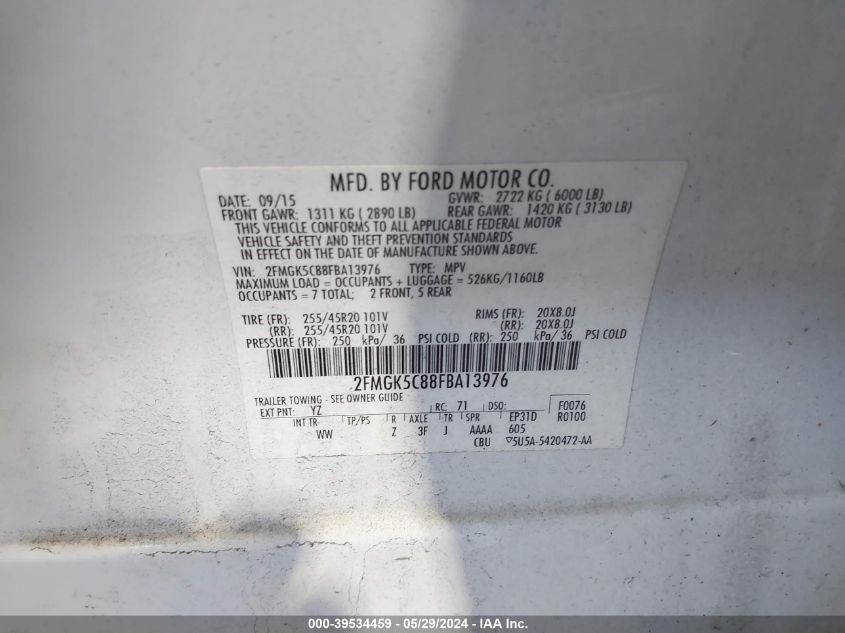 MFD. BY FORD MOTOR CO.
DATE: 09/15 GVWR: 2722 KG ( 6000 LB)
FRONT GAWR: 1311 KG ( 2890 LB) REAR GAWR: 1420 KG ( 3130 LB)
THIS VEHICLE CONFORMS TO ALL APPLICABLE FEDERAL MOTOR
VEHICLE SAFETY AND THEFT PREVENTION STANDARDS
IN EFFECT ON THE DATE OF MANUFACTURE SHOWN ABOVE.
VIN: 2FMGK5C88FBA13976 TYPE: MPV
MAXIMUM LOAD = OCCUPANTS + LUGGAGE = 526KG/1160LB
OCCUPANTS = 7 TOTAL; 2 FRONT, 5 REAR
TIRE (FR): 255/45R20 101V RIMS (FR): 20X8.0J
(RR): 255/45R20 101V (RR): 20X8.0J
PRESSURE (FR): 250 kPa/ 36 PSI COLD (RR): 250 kPa/ 36 PSI COLD
2FMGK5C88FBA13976
TRAILER TOWING - SEE OWNER GUIDE
EXT PNT: YZ RC: 71 DSO: F0076
INT TR: TP/PS R AXLE TR SPR EP31D R0100
WW Z 3F J AAAA 605
CBU ▽5U5A-5420472-AA
000-39534459 - 05/29/2024 - IAA Inc.